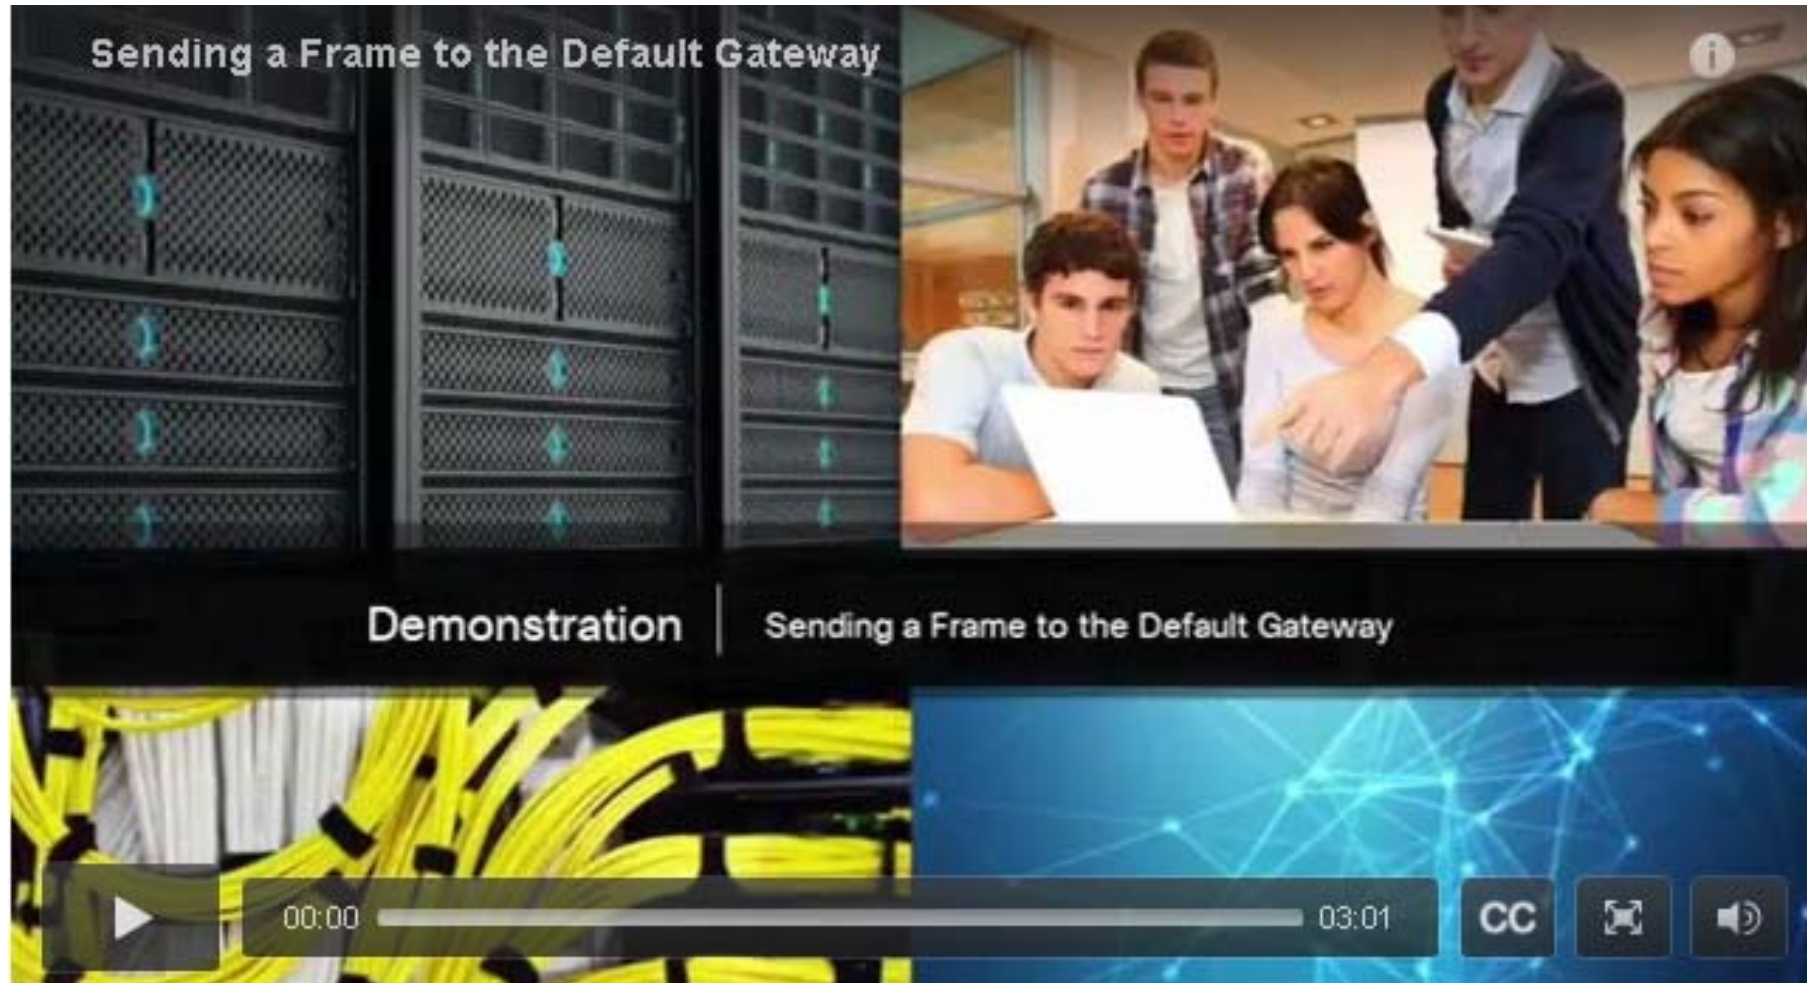 Sending a Frame to the Default Gateway
Demonstration
Sending a Frame to the Default Gateway
00:00
03:01
CC